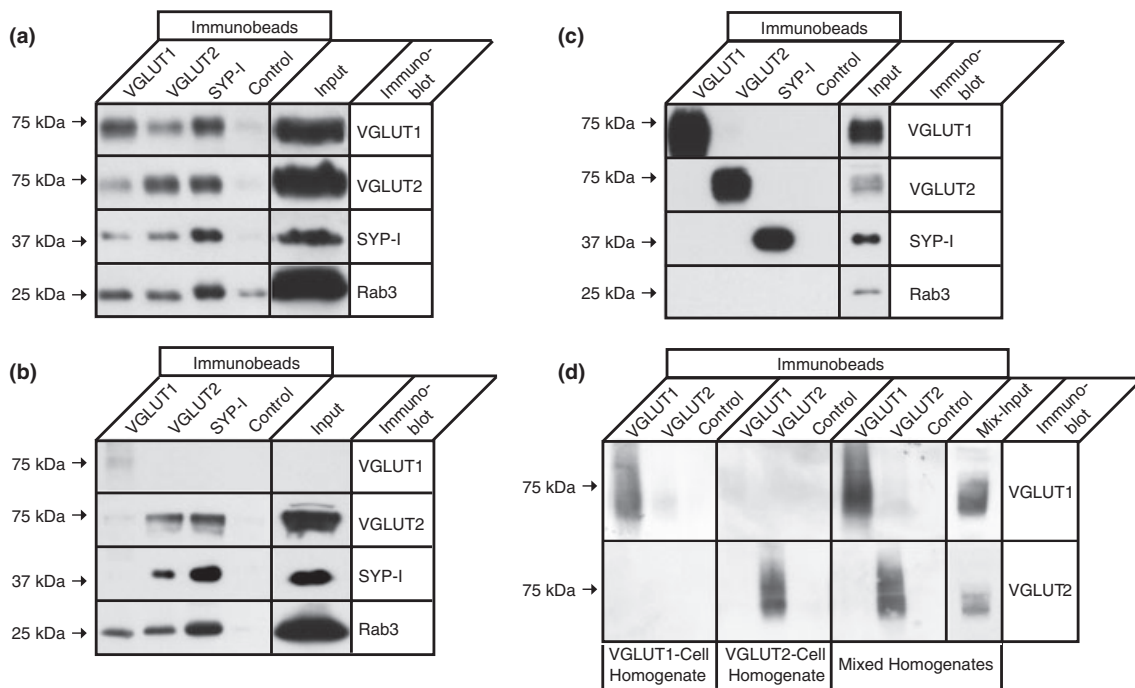 (a)
Immunobeads
VGLUT1 VGLUT2 SYP-I Control Input Immuno-
blot
75 kDa → VGLUT1
75 kDa → VGLUT2
37 kDa → SYP-I
25 kDa → Rab3
(b)
Immunobeads
VGLUT1 VGLUT2 SYP-I Control Input Immuno-
blot
75 kDa → VGLUT1
75 kDa → VGLUT2
37 kDa → SYP-I
25 kDa → Rab3
(c)
Immunobeads
VGLUT1 VGLUT2 SYP-I Control Input Immuno-
blot
75 kDa → VGLUT1
75 kDa → VGLUT2
37 kDa → SYP-I
25 kDa → Rab3
(d)
Immunobeads
VGLUT1 VGLUT2 Control VGLUT1 VGLUT2 Control VGLUT1 VGLUT2 Control Mix-Input Immuno-
blot
75 kDa → VGLUT1
75 kDa → VGLUT2
VGLUT1-Cell
Homogenate
VGLUT2-Cell
Homogenate
Mixed Homogenates